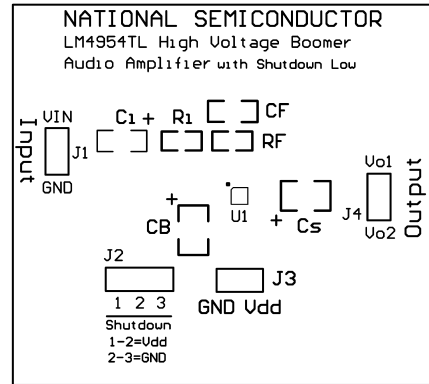 NATIONAL SEMICONDUCTOR
LM4954TL High Voltage Boomer
Audio Amplifier with Shutdown Low
Input
VIN
J1
GND
Ci +
Ri
CF
RF
+
CB
U1
+
Cs
J4
Vo1
Vo2
Output
J2
1 2 3
Shutdown
1-2=Vdd
2-3=GND
J3
GND Vdd